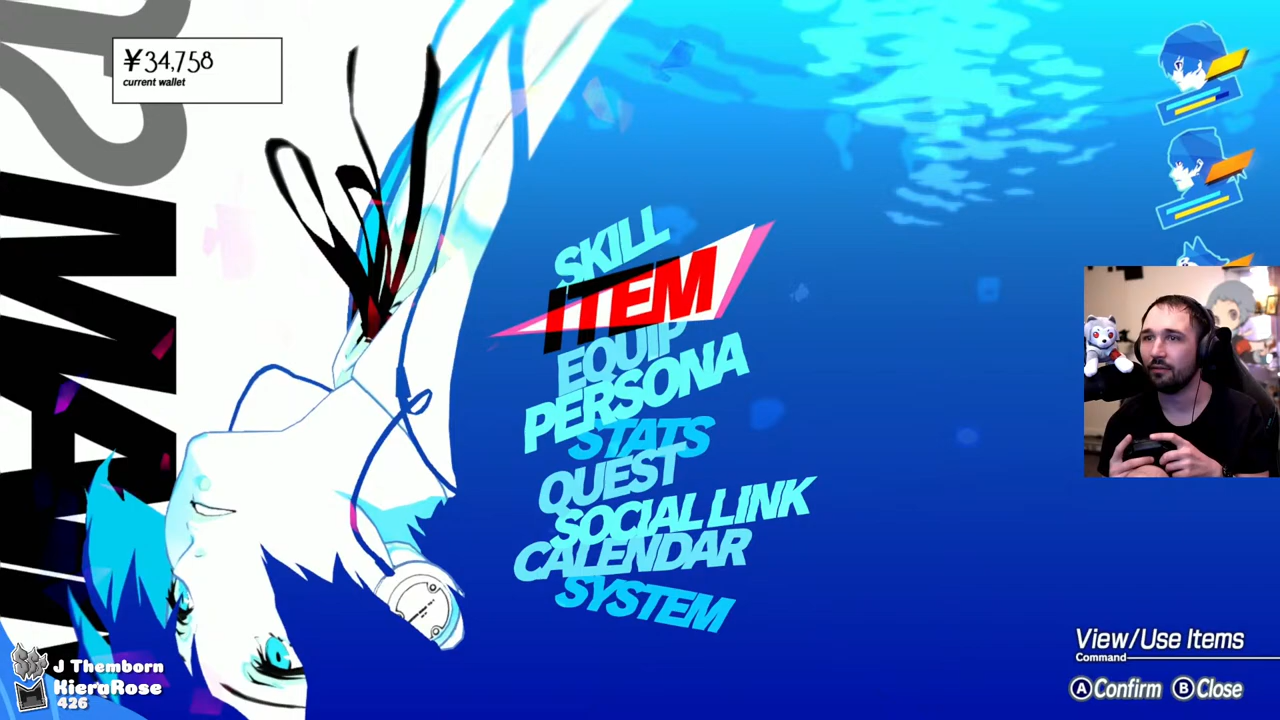 ¥34,758
current wallet
SKILL
ITEM
EQUIP
PERSONA
STATS
QUEST
SOCIAL LINK
CALENDAR
SYSTEM
View/Use Items
Command
A Confirm B Close
J Themborn
KieraRose
426